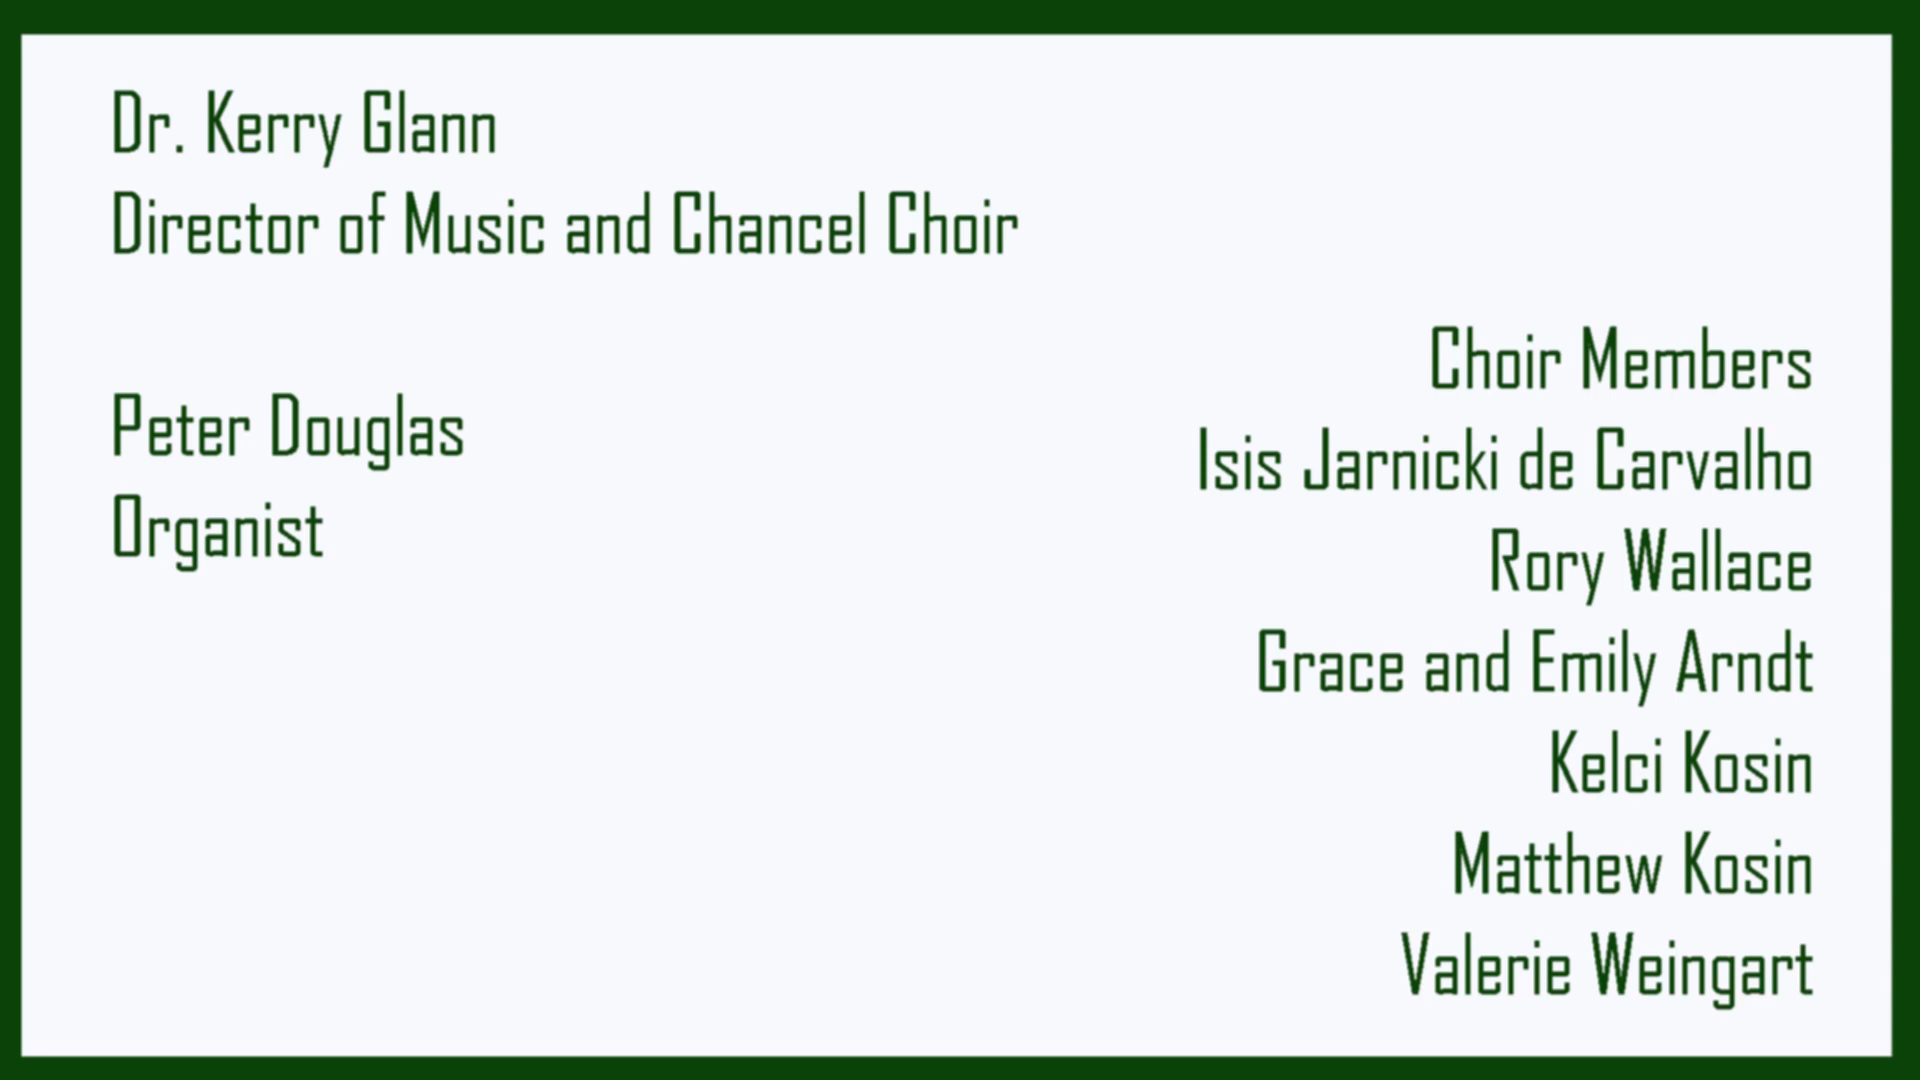 Dr. Kerry Glann
Director of Music and Chancel Choir
Peter Douglas
Organist
Choir Members
Isis Jarnicki de Carvalho
Rory Wallace
Grace and Emily Arndt
Kelci Kosin
Matthew Kosin
Valerie Weingart